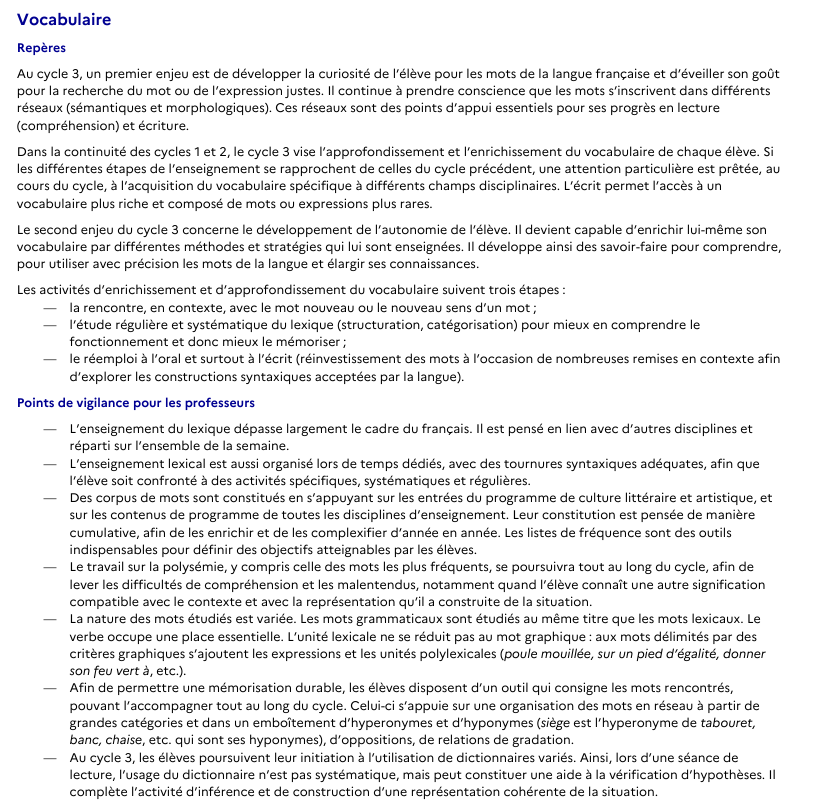 Vocabulaire
Repères
Au cycle 3, un premier enjeu est de développer la curiosité de l’élève pour les mots de la langue française et d’éveiller son goût
pour la recherche du mot ou de l’expression justes. Il continue à prendre conscience que les mots s’inscrivent dans différents
réseaux (sémantiques et morphologiques). Ces réseaux sont des points d’appui essentiels pour ses progrès en lecture
(compréhension) et écriture.
Dans la continuité des cycles 1 et 2, le cycle 3 vise l’approfondissement et l’enrichissement du vocabulaire de chaque élève. Si
les différentes étapes de l’enseignement se rapprochent de celles du cycle précédent, une attention particulière est prêtée, au
cours du cycle, à l’acquisition du vocabulaire spécifique à différents champs disciplinaires. L’écrit permet l’accès à un
vocabulaire plus riche et composé de mots ou expressions plus rares.
Le second enjeu du cycle 3 concerne le développement de l’autonomie de l’élève. Il devient capable d’enrichir lui-même son
vocabulaire par différentes méthodes et stratégies qui lui sont enseignées. Il développe ainsi des savoir-faire pour comprendre,
pour utiliser avec précision les mots de la langue et élargir ses connaissances.
Les activités d’enrichissement et d’approfondissement du vocabulaire suivent trois étapes :
— la rencontre, en contexte, avec le mot nouveau ou le nouveau sens d’un mot ;
— l’étude régulière et systématique du lexique (structuration, catégorisation) pour mieux en comprendre le
fonctionnement et donc mieux le mémoriser ;
— le réemploi à l’oral et surtout à l’écrit (réinvestissement des mots à l’occasion de nombreuses remises en contexte afin
d’explorer les constructions syntaxiques acceptées par la langue).
Points de vigilance pour les professeurs
— L’enseignement du lexique dépasse largement le cadre du français. Il est pensé en lien avec d’autres disciplines et
réparti sur l’ensemble de la semaine.
— L’enseignement lexical est aussi organisé lors de temps dédiés, avec des tournures syntaxiques adéquates, afin que
l’élève soit confronté à des activités spécifiques, systématiques et régulières.
— Des corpus de mots sont constitués en s’appuyant sur les entrées du programme de culture littéraire et artistique, et
sur les contenus de programme de toutes les disciplines d’enseignement. Leur constitution est pensée de manière
cumulative, afin de les enrichir et de les complexifier d’année en année. Les listes de fréquence sont des outils
indispensables pour définir des objectifs atteignables par les élèves.
— Le travail sur la polysémie, y compris celle des mots les plus fréquents, se poursuivra tout au long du cycle, afin de
lever les difficultés de compréhension et les malentendus, notamment quand l’élève connaît une autre signification
compatible avec le contexte et avec la représentation qu’il a construite de la situation.
— La nature des mots étudiés est variée. Les mots grammaticaux sont étudiés au même titre que les mots lexicaux. Le
verbe occupe une place essentielle. L’unité lexicale ne se réduit pas au mot graphique : aux mots délimités par des
critères graphiques s’ajoutent les expressions et les unités polylexicales (poule mouillée, sur un pied d’égalité, donner
son feu vert à, etc.).
— Afin de permettre une mémorisation durable, les élèves disposent d’un outil qui consigne les mots rencontrés,
pouvant l’accompagner tout au long du cycle. Celui-ci s’appuie sur une organisation des mots en réseau à partir de
grandes catégories et dans un emboîtement d’hyperonymes et d’hyponymes (siège est l’hyperonyme de tabouret,
banc, chaise, etc. qui sont ses hyponymes), d’oppositions, de relations de gradation.
— Au cycle 3, les élèves poursuivent leur initiation à l’utilisation de dictionnaires variés. Ainsi, lors d’une séance de
lecture, l’usage du dictionnaire n’est pas systématique, mais peut constituer une aide à la vérification d’hypothèses. Il
complète l’activité d’inférence et de construction d’une représentation cohérente de la situation.